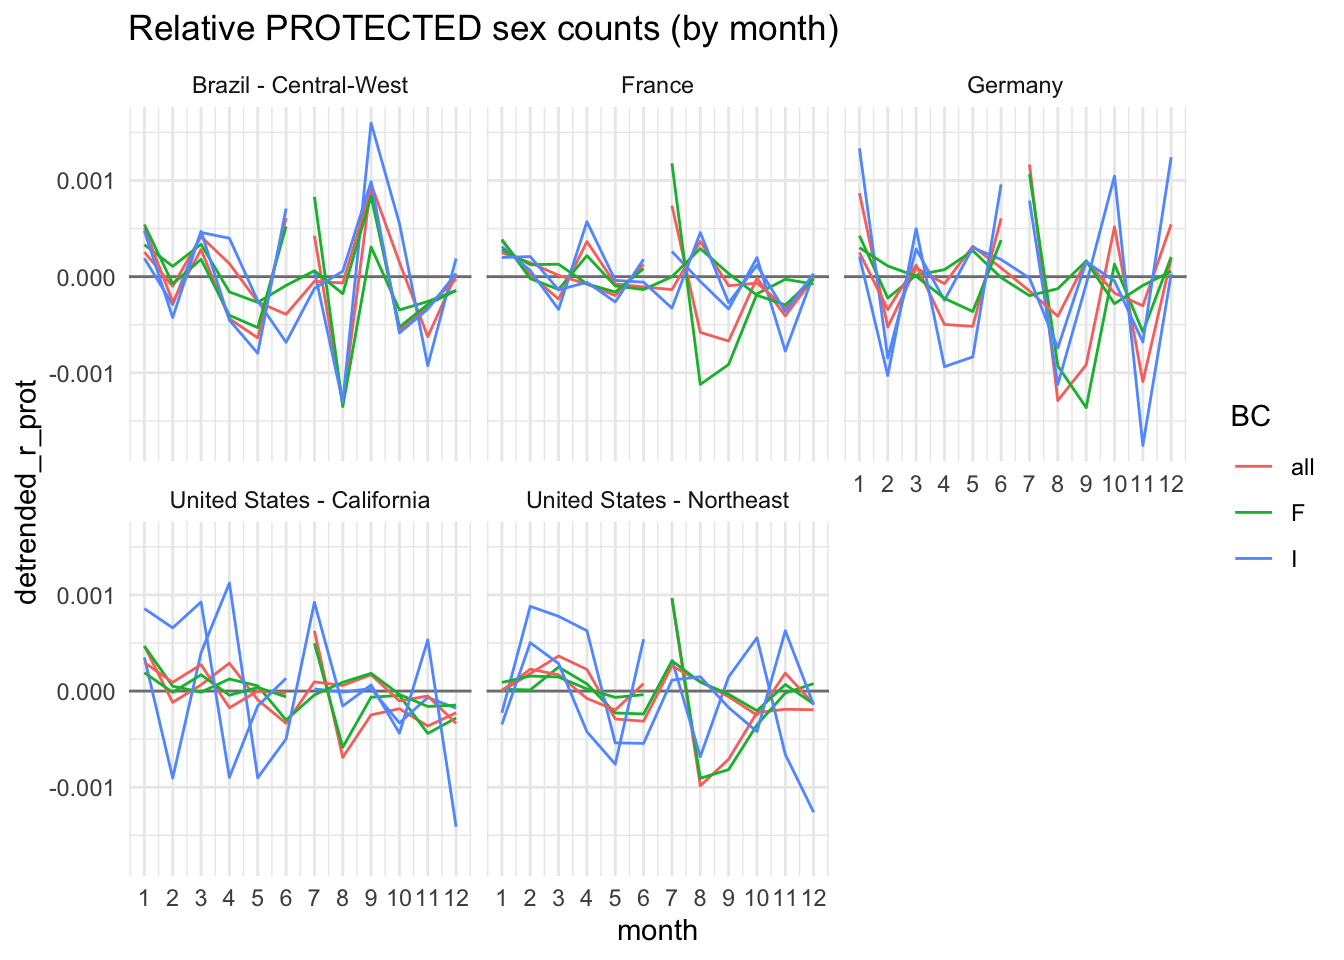 Relative PROTECTED sex counts (by month)
Brazil - Central-West
France
Germany
0.001
0.000
-0.001
1 2 3 4 5 6 7 8 9 10 11 12
United States - California
United States - Northeast
0.001
0.000
-0.001
1 2 3 4 5 6 7 8 9 10 11 12
1 2 3 4 5 6 7 8 9 10 11 12
month
detrended_r_prot
BC
all
F
I